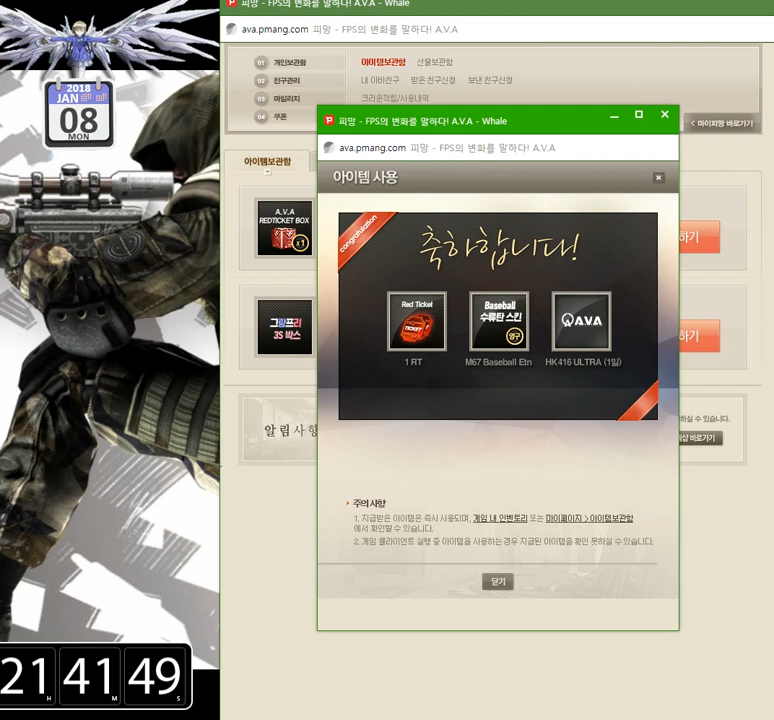 피망 - FPS의 변화를 말하다! A.V.A - Whale
ava.pmang.com 피망 - FPS의 변화를 말하다! A.V.A
01 개인보관함 아이템보관함 선물보관함
02 친구관리 내 아바친구 받은 친구신청 보낸 친구신청
03 마일리지 크라운적립/사용내역
04 쿠폰
< 마이피망 바로가기
아이템보관함
2018
JAN
08
MON
A.V.A
REDTICKET BOX
x1
하기
그랑프리
3S 박스
하기
알림사항
하실 수 있습니다.
바로가기
피망 - FPS의 변화를 말하다! A.V.A - Whale
ava.pmang.com 피망 - FPS의 변화를 말하다! A.V.A
아이템 사용
congratulation
축하합니다!
Red Ticket
TICKET
1 RT
Baseball
수류탄 스킨
영구
M67 Baseball Etn
AVA
HK416 ULTRA (1일)
주의사항
1. 지급받은 아이템은 즉시 사용되며, 게임 내 인벤토리 또는 마이페이지 > 아이템보관함
에서 확인할 수 있습니다.
2. 게임 클라이언트 실행 중 아이템을 사용하는 경우 지급된 아이템을 확인 못하실 수 있습니다.
닫기
21 H 41 M 49 S